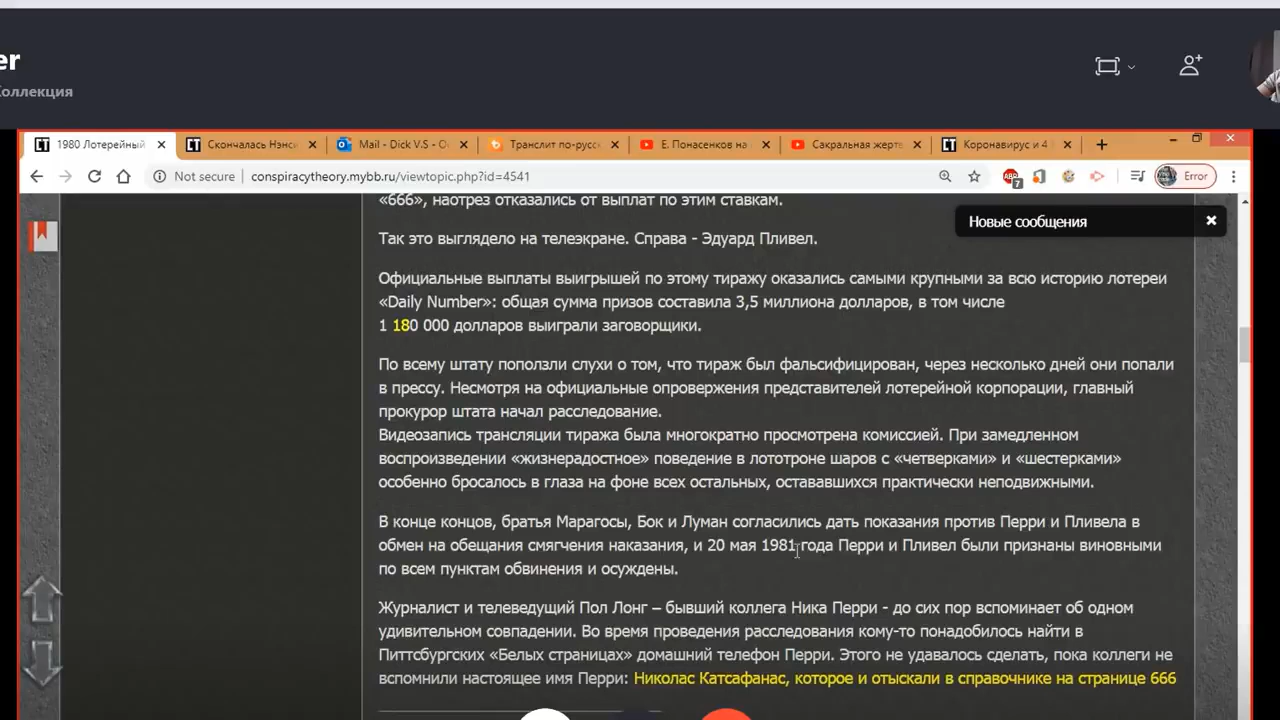 er
Коллекция
1980 Лотерейный
Скончалась Нэнси
Mail - Dick V.S - O
Транслит по-русс
Е. Понасенков на
Сакральная жерт
Коронавирус и 4
Not secure
conspiracytheory.mybb.ru/viewtopic.php?id=4541
ABP
7
Error
«666», наотрез отказались от выплат по этим ставкам.
Новые сообщения
Так это выглядело на телеэкране. Справа - Эдуард Пливел.
Официальные выплаты выигрышей по этому тиражу оказались самыми крупными за всю историю лотереи
«Daily Number»: общая сумма призов составила 3,5 миллиона долларов, в том числе
1 180 000 долларов выиграли заговорщики.
По всему штату поползли слухи о том, что тираж был фальсифицирован, через несколько дней они попали
в прессу. Несмотря на официальные опровержения представителей лотерейной корпорации, главный
прокурор штата начал расследование.
Видеозапись трансляции тиража была многократно просмотрена комиссией. При замедленном
воспроизведении «жизнерадостное» поведение в лототроне шаров с «четверками» и «шестерками»
особенно бросалось в глаза на фоне всех остальных, остававшихся практически неподвижными.
В конце концов, братья Марагосы, Бок и Луман согласились дать показания против Перри и Пливела в
обмен на обещания смягчения наказания, и 20 мая 1981 года Перри и Пливел были признаны виновными
по всем пунктам обвинения и осуждены.
Журналист и телеведущий Пол Лонг – бывший коллега Ника Перри - до сих пор вспоминает об одном
удивительном совпадении. Во время проведения расследования кому-то понадобилось найти в
Питтсбургских «Белых страницах» домашний телефон Перри. Этого не удавалось сделать, пока коллеги не
вспомнили настоящее имя Перри: Николас Катсафанас, которое и отыскали в справочнике на странице 666